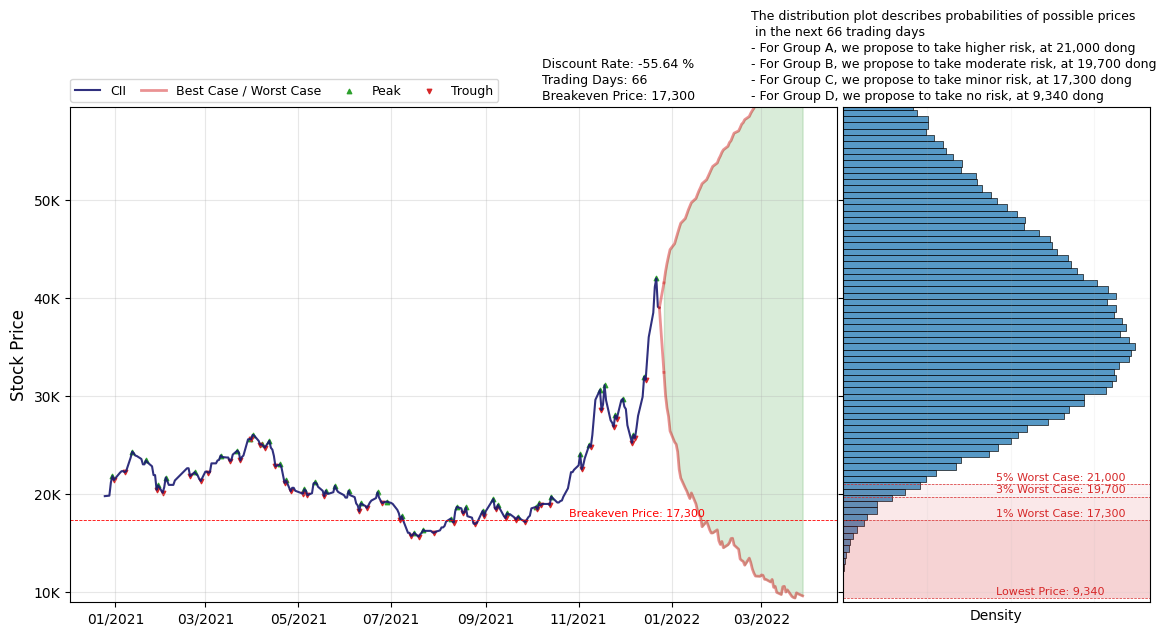 The distribution plot describes probabilities of possible prices
in the next 66 trading days
- For Group A, we propose to take higher risk, at 21,000 dong
- For Group B, we propose to take moderate risk, at 19,700 dong
- For Group C, we propose to take minor risk, at 17,300 dong
- For Group D, we propose to take no risk, at 9,340 dong
Discount Rate: -55.64 %
Trading Days: 66
Breakeven Price: 17,300
CII
Best Case / Worst Case
Peak
Trough
Stock Price
50K
40K
30K
20K
10K
Breakeven Price: 17,300
01/2021
03/2021
05/2021
07/2021
09/2021
11/2021
01/2022
03/2022
5% Worst Case: 21,000
3% Worst Case: 19,700
1% Worst Case: 17,300
Lowest Price: 9,340
Density